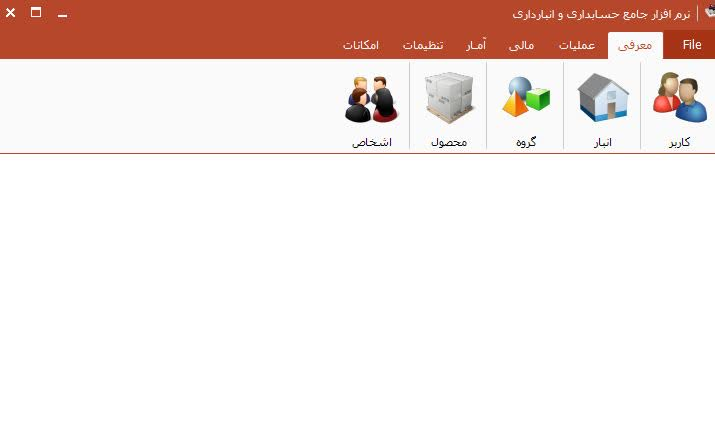 نرم افزار جامع حسابداری و انبارداری
File معرفی عملیات مالی آمار تنظیمات امکانات
کاربر انبار گروه محصول اشخاص